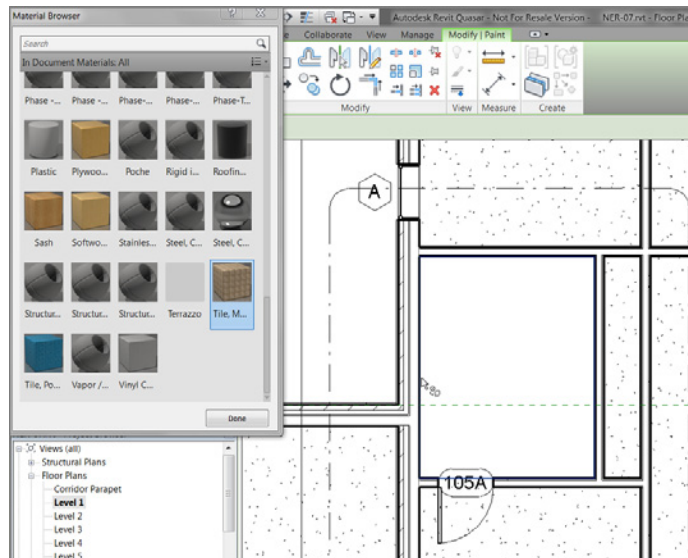 Material Browser
Autodesk Revit Quasar - Not For Resale Version - NER-07.rvt - Floor Pla
Collaborate View Manage Modify | Paint
Search
In Document Materials: All
Modify View Measure Create
Phase -... Phase -... Phase-... Phase-... Phase-T...
Plastic Plywoo... Poche Rigid i... Roofin...
A
Sash Softwo... Stainles... Steel, C... Steel, C...
Structur... Structur... Structur... Terrazzo Tile, M...
Tile, Po... Vapor /... Vinyl C...
Done
Views (all)
Structural Plans
Floor Plans
Corridor Parapet
Level 1
Level 2
Level 3
Level 4
Level 5
105A